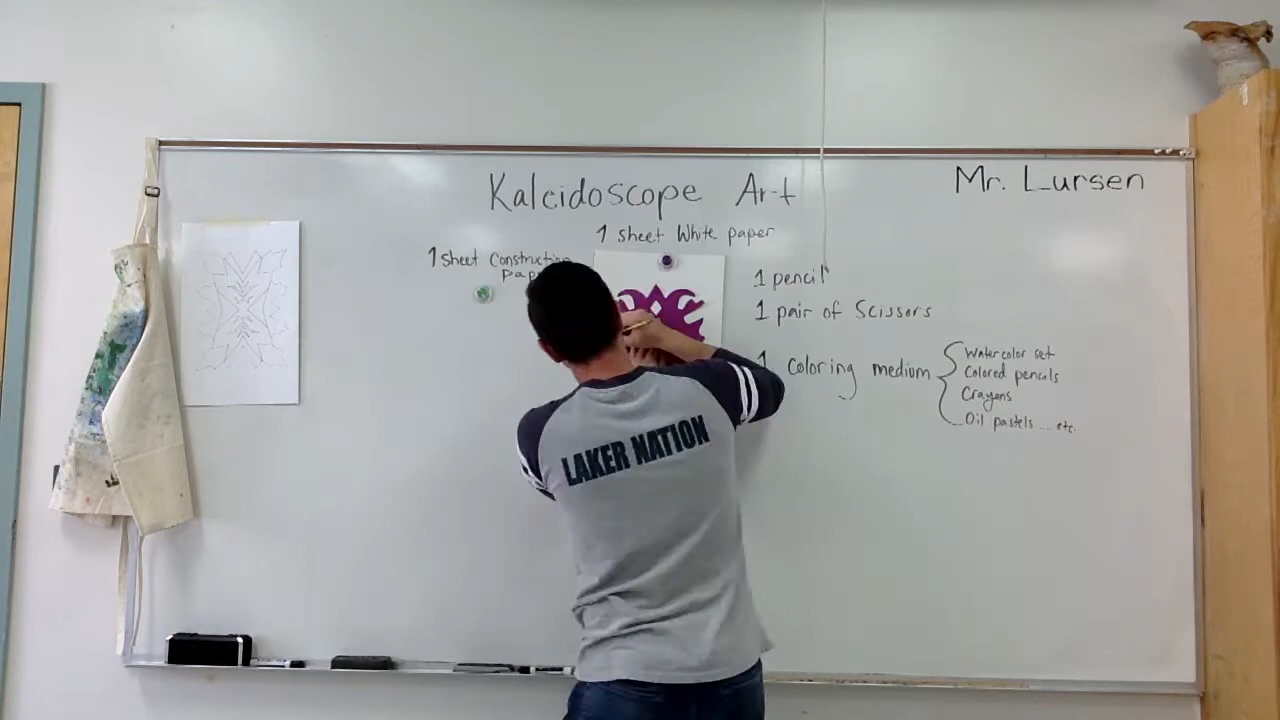 Kaleidoscope Art
Mr. Lursen
1 sheet White paper
1 sheet Construction
1 pencil
1 pair of Scissors
1 coloring medium
Watercolor set
Colored pencils
Crayons
Oil pastels ... etc.
LAKER NATION